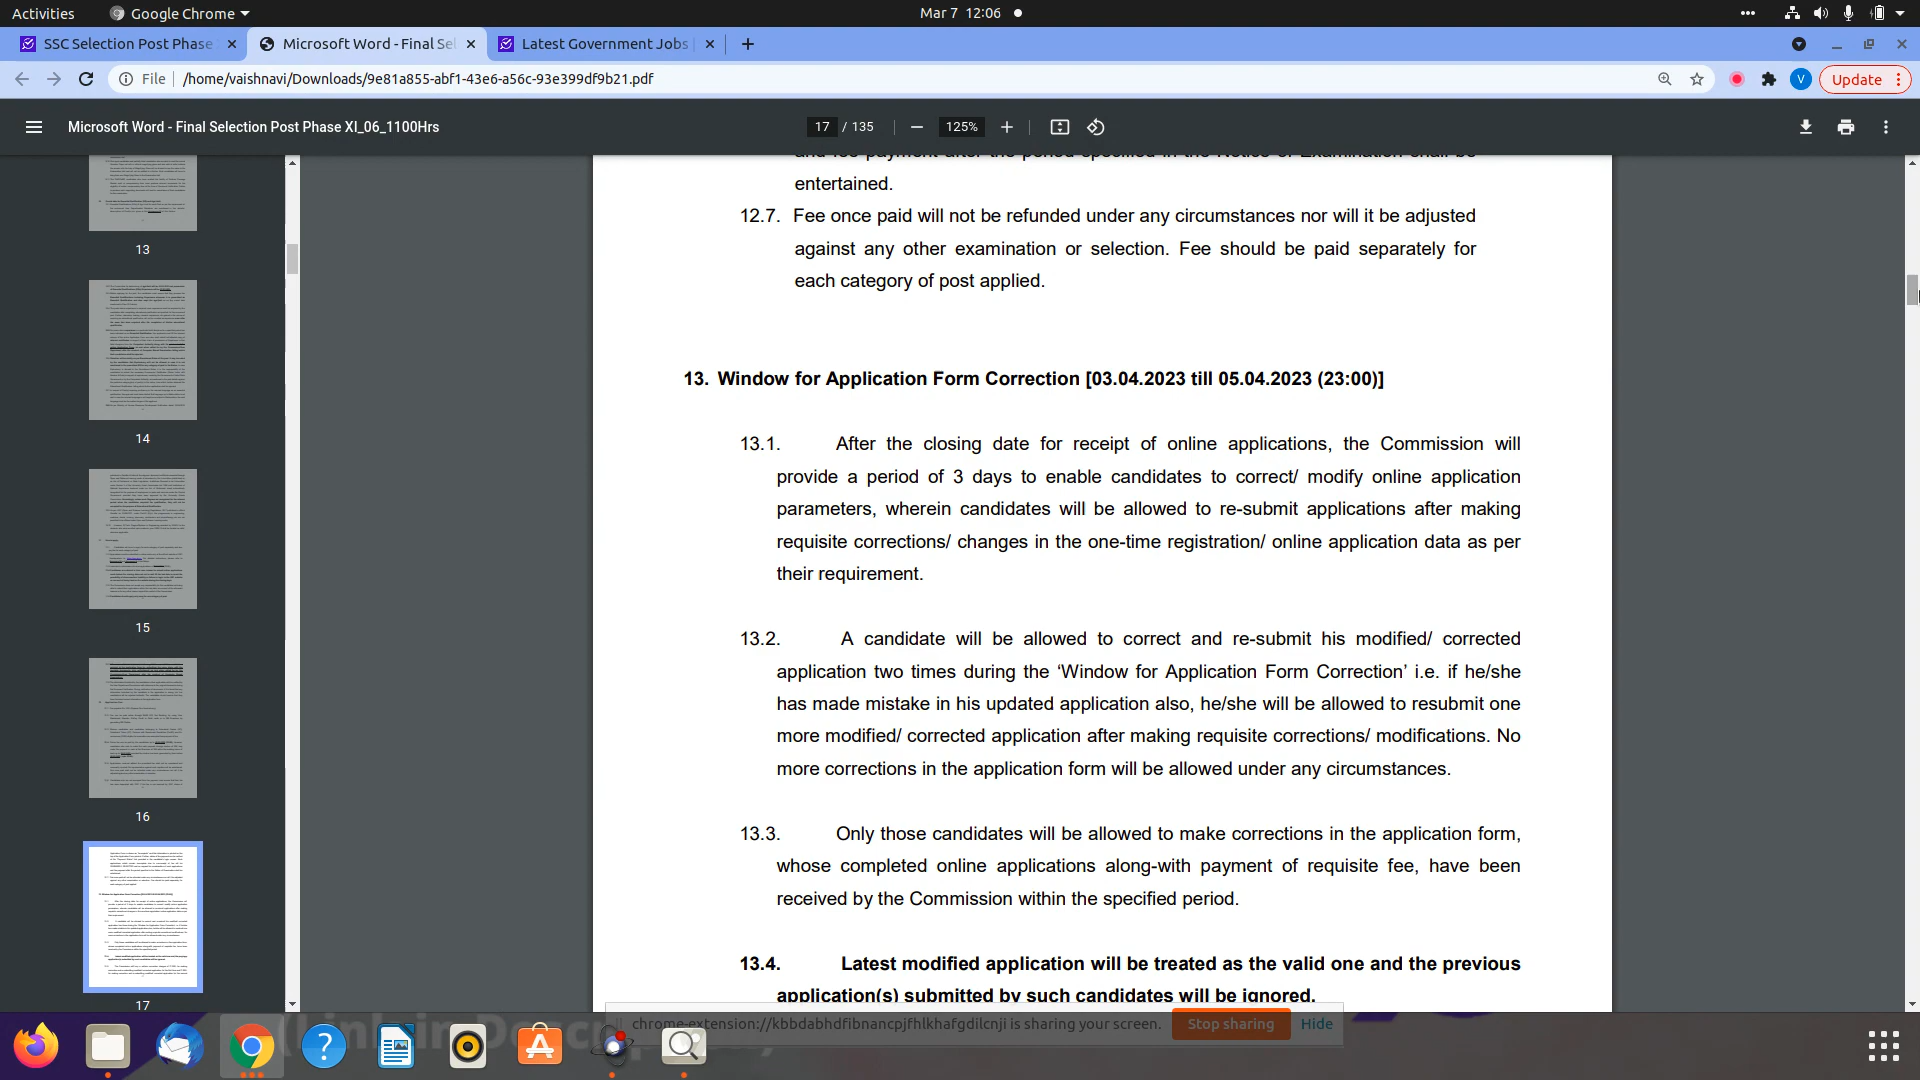 Activities Google Chrome Mar 7 12:06
SSC Selection Post Phase Microsoft Word - Final Sel Latest Government Jobs
File /home/vaishnavi/Downloads/9e81a855-abf1-43e6-a56c-93e399df9b21.pdf V Update
Microsoft Word - Final Selection Post Phase XI_06_1100Hrs 17 / 135 125%
and fee payment after the period specified in the Notice of Examination shall be
entertained.
12.7. Fee once paid will not be refunded under any circumstances nor will it be adjusted
against any other examination or selection. Fee should be paid separately for
each category of post applied.
13. Window for Application Form Correction [03.04.2023 till 05.04.2023 (23:00)]
13.1. After the closing date for receipt of online applications, the Commission will
provide a period of 3 days to enable candidates to correct/ modify online application
parameters, wherein candidates will be allowed to re-submit applications after making
requisite corrections/ changes in the one-time registration/ online application data as per
their requirement.
13.2. A candidate will be allowed to correct and re-submit his modified/ corrected
application two times during the ‘Window for Application Form Correction’ i.e. if he/she
has made mistake in his updated application also, he/she will be allowed to resubmit one
more modified/ corrected application after making requisite corrections/ modifications. No
more corrections in the application form will be allowed under any circumstances.
13.3. Only those candidates will be allowed to make corrections in the application form,
whose completed online applications along-with payment of requisite fee, have been
received by the Commission within the specified period.
13.4. Latest modified application will be treated as the valid one and the previous
application(s) submitted by such candidates will be ignored.
13
14
15
16
17
chrome-extension://kbbdabhdfibnancpjfhlkhafgdilcnji is sharing your screen. Stop sharing Hide